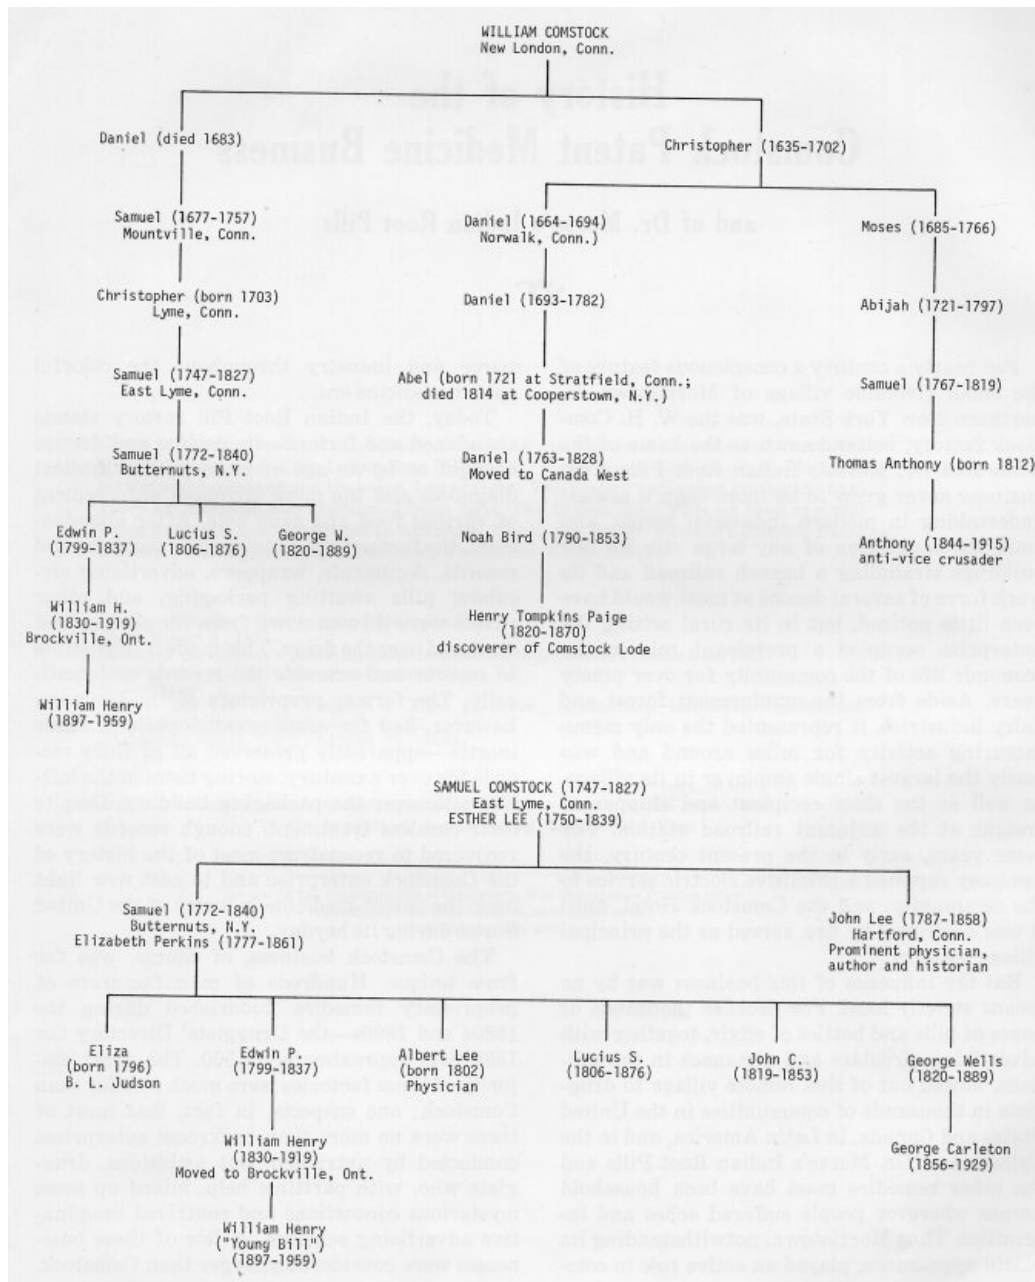 WILLIAM COMSTOCK
New London, Conn.
Daniel (died 1683)
Christopher (1635-1702)
Samuel (1677-1757)
Mountville, Conn.
Daniel (1664-1694)
Norwalk, Conn.)
Moses (1685-1766)
Christopher (born 1703)
Lyme, Conn.
Daniel (1693-1782)
Abijah (1721-1797)
Samuel (1747-1827)
East Lyme, Conn.
Abel (born 1721 at Stratfield, Conn.;
died 1814 at Cooperstown, N.Y.)
Samuel (1767-1819)
Samuel (1772-1840)
Butternuts, N.Y.
Daniel (1763-1828)
Moved to Canada West
Thomas Anthony (born 1812)
Edwin P.
(1799-1837)
Lucius S.
(1806-1876)
George W.
(1820-1889)
Noah Bird (1790-1853)
Anthony (1844-1915)
anti-vice crusader
William H.
(1830-1919)
Brockville, Ont.
Henry Tompkins Paige
(1820-1870)
discoverer of Comstock Lode
William Henry
(1897-1959)
SAMUEL COMSTOCK (1747-1827)
East Lyme, Conn.
ESTHER LEE (1750-1839)
Samuel (1772-1840)
Butternuts, N.Y.
Elizabeth Perkins (1777-1861)
John Lee (1787-1858)
Hartford, Conn.
Prominent physician,
author and historian
Eliza
(born 1796)
B. L. Judson
Edwin P.
(1799-1837)
Albert Lee
(born 1802)
Physician
Lucius S.
(1806-1876)
John C.
(1819-1853)
George Wells
(1820-1889)
William Henry
(1830-1919)
Moved to Brockville, Ont.
George Carleton
(1856-1929)
William Henry
("Young Bill")
(1897-1959)